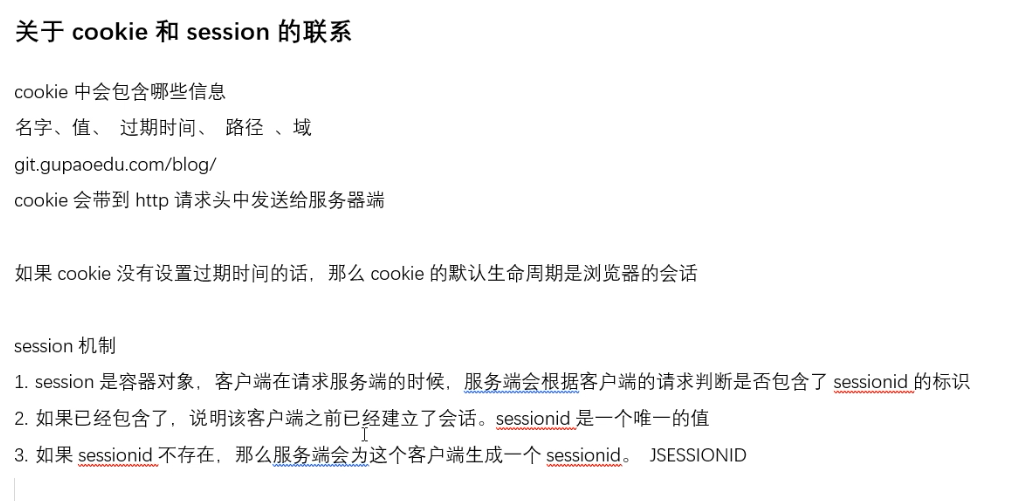 关于 cookie 和 session 的联系
cookie 中会包含哪些信息
名字、值、 过期时间、 路径 、域
git.gupaoedu.com/blog/
cookie 会带到 http 请求头中发送给服务器端
如果 cookie 没有设置过期时间的话，那么 cookie 的默认生命周期是浏览器的会话
session 机制
1. session 是容器对象，客户端在请求服务端的时候，服务端会根据客户端的请求判断是否包含了 sessionid 的标识
2. 如果已经包含了，说明该客户端之前已经建立了会话。sessionid 是一个唯一的值
3. 如果 sessionid 不存在，那么服务端会为这个客户端生成一个 sessionid。 JSESSIONID